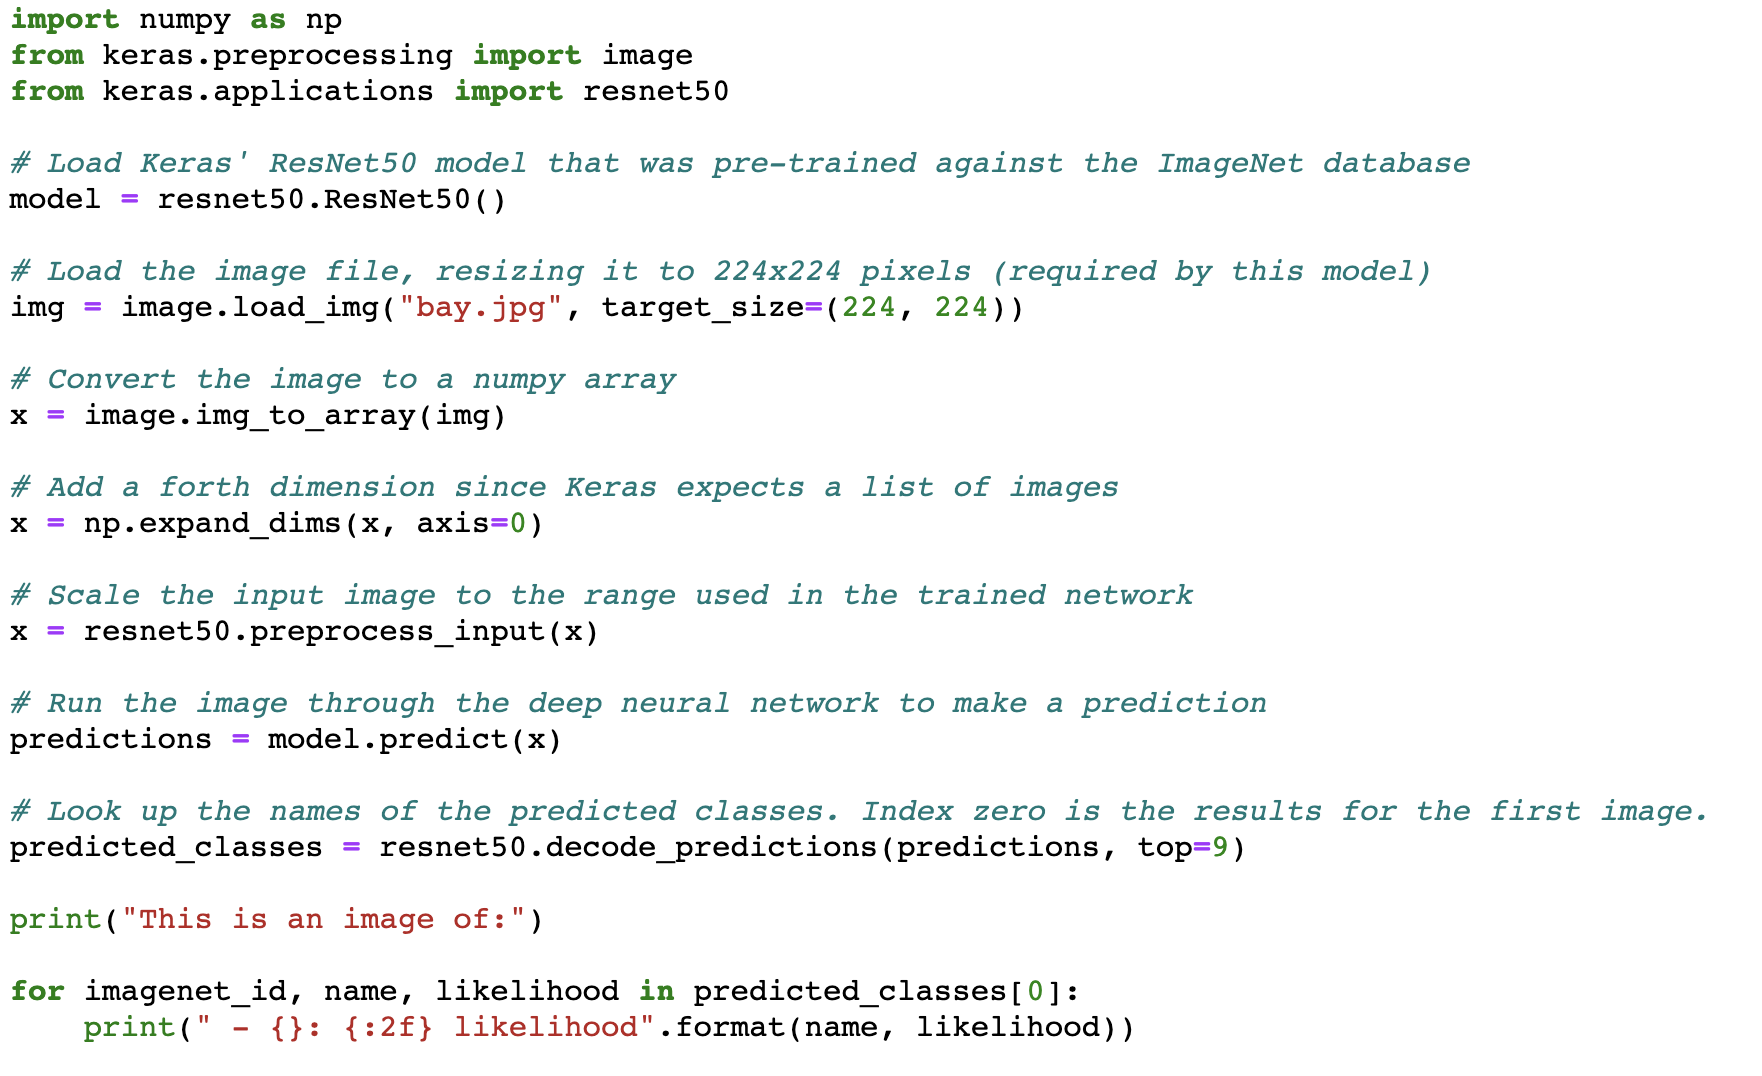 import numpy as np
from keras.preprocessing import image
from keras.applications import resnet50

# Load Keras' ResNet50 model that was pre-trained against the ImageNet database
model = resnet50.ResNet50()

# Load the image file, resizing it to 224x224 pixels (required by this model)
img = image.load_img("bay.jpg", target_size=(224, 224))

# Convert the image to a numpy array
x = image.img_to_array(img)

# Add a forth dimension since Keras expects a list of images
x = np.expand_dims(x, axis=0)

# Scale the input image to the range used in the trained network
x = resnet50.preprocess_input(x)

# Run the image through the deep neural network to make a prediction
predictions = model.predict(x)

# Look up the names of the predicted classes. Index zero is the results for the first image.
predicted_classes = resnet50.decode_predictions(predictions, top=9)

print("This is an image of:")

for imagenet_id, name, likelihood in predicted_classes[0]:
    print(" - {}: {:2f} likelihood".format(name, likelihood))